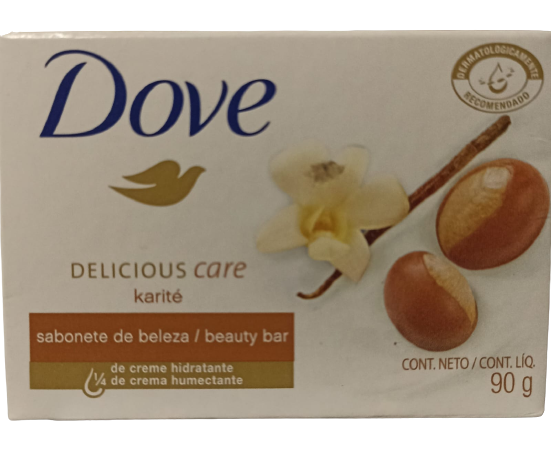 Dove
DERMATOLOGICAMENTE
RECOMENDADO
DELICIOUS care
karité
sabonete de beleza / beauty bar
1/4 de creme hidratante
de crema humectante
CONT. NETO / CONT. LÍQ.
90 g